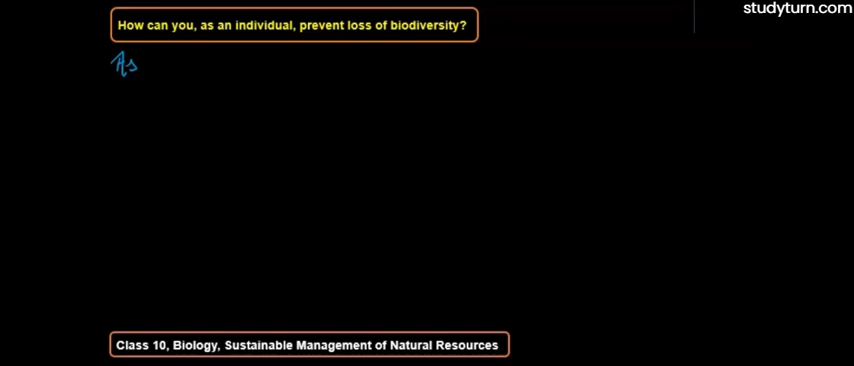 studyturn.com
How can you, as an individual, prevent loss of biodiversity?
As
Class 10, Biology, Sustainable Management of Natural Resources